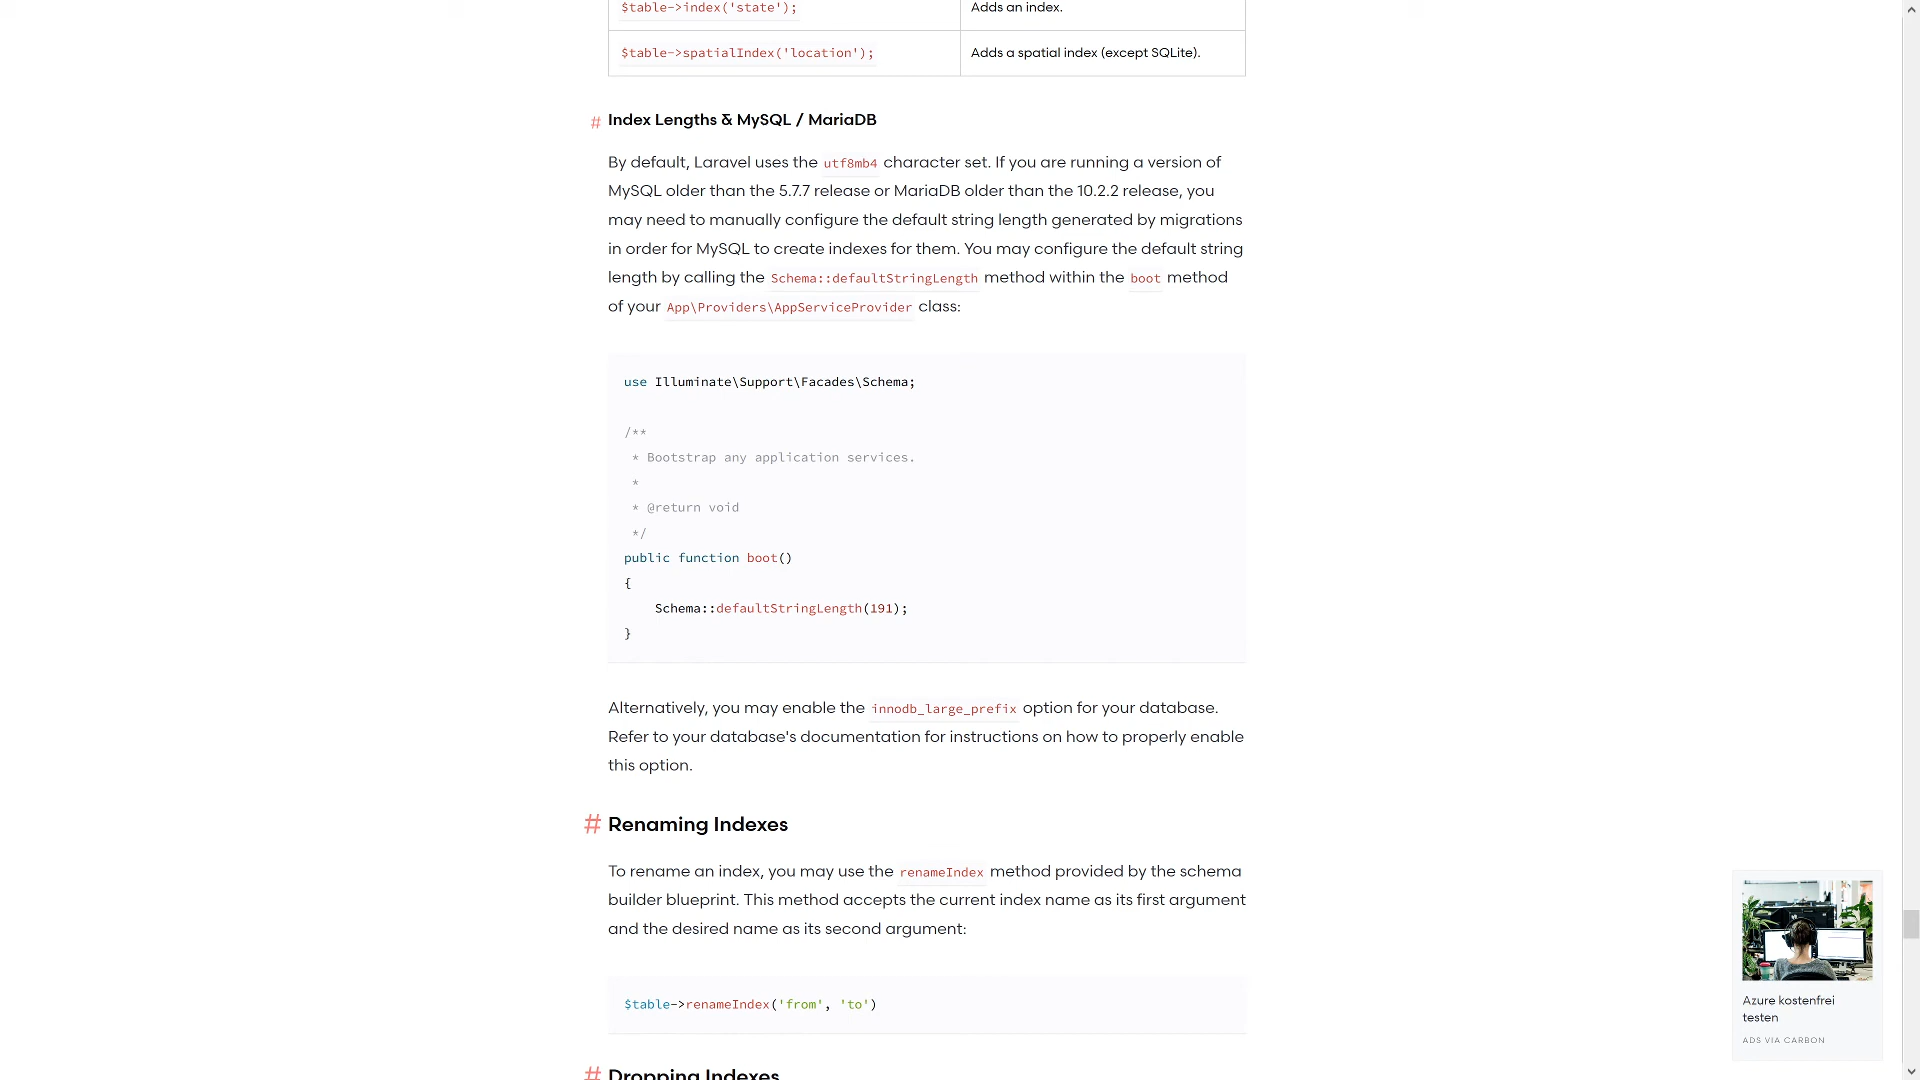 $table->index('state'); Adds an index.
$table->spatialIndex('location'); Adds a spatial index (except SQLite).
# Index Lengths & MySQL / MariaDB
By default, Laravel uses the utf8mb4 character set. If you are running a version of
MySQL older than the 5.7.7 release or MariaDB older than the 10.2.2 release, you
may need to manually configure the default string length generated by migrations
in order for MySQL to create indexes for them. You may configure the default string
length by calling the Schema::defaultStringLength method within the boot method
of your App\Providers\AppServiceProvider class:
use Illuminate\Support\Facades\Schema;
/**
 * Bootstrap any application services.
 *
 * @return void
 */
public function boot()
{
    Schema::defaultStringLength(191);
}
Alternatively, you may enable the innodb_large_prefix option for your database.
Refer to your database's documentation for instructions on how to properly enable
this option.
# Renaming Indexes
To rename an index, you may use the renameIndex method provided by the schema
builder blueprint. This method accepts the current index name as its first argument
and the desired name as its second argument:
$table->renameIndex('from', 'to')
# Dropping Indexes
Azure kostenfrei
testen
ADS VIA CARBON